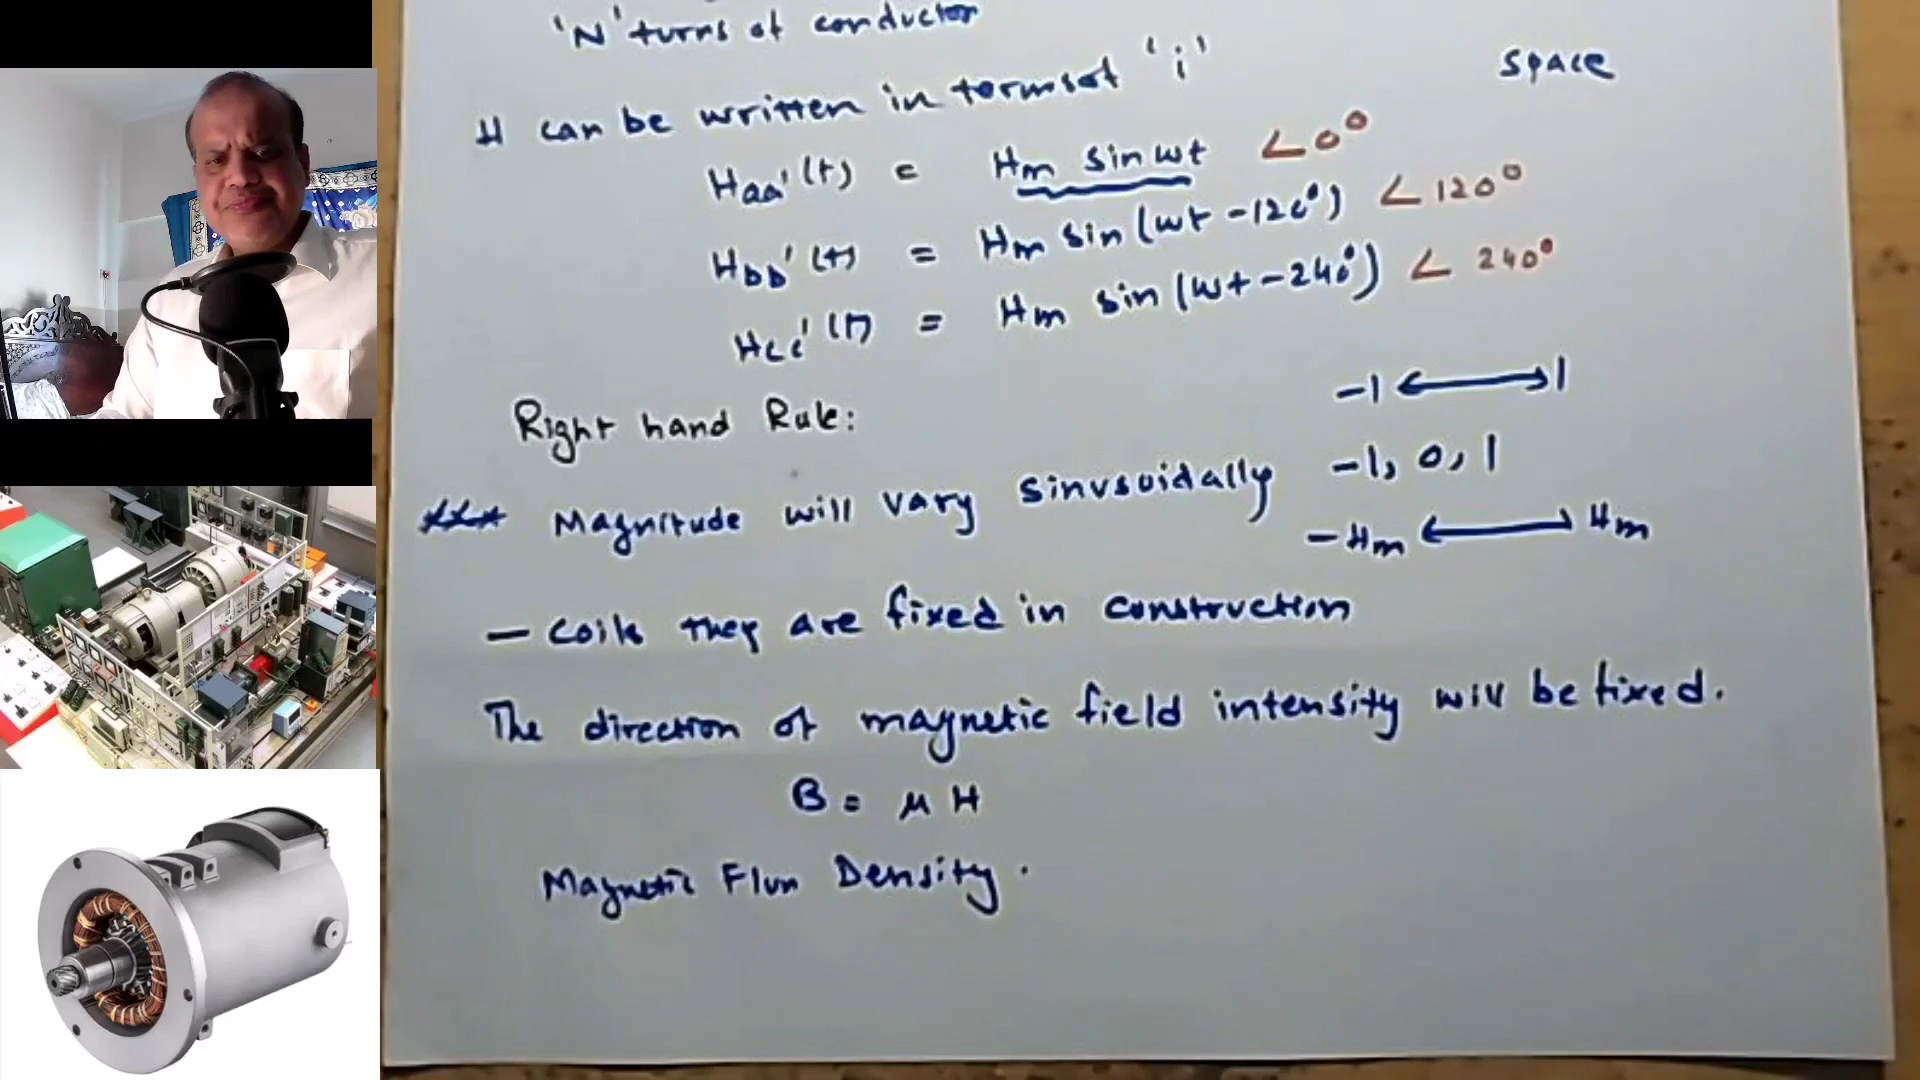 'N' turns of conductor
H can be written in terms of 'i'
space
Haa'(t) = Hm sinwt ∠0°
Hbb'(t) = Hm sin(wt-120°) ∠120°
Hcc'(t) = Hm sin(wt-240°) ∠240°
Right hand Rule:
-1 ↔ 1
*** Magnitude will vary sinusoidally -1, 0, 1
-Hm ↔ Hm
— Coils they are fixed in construction
The direction of magnetic field intensity will be fixed.
B = μH
Magnetic Flux Density.